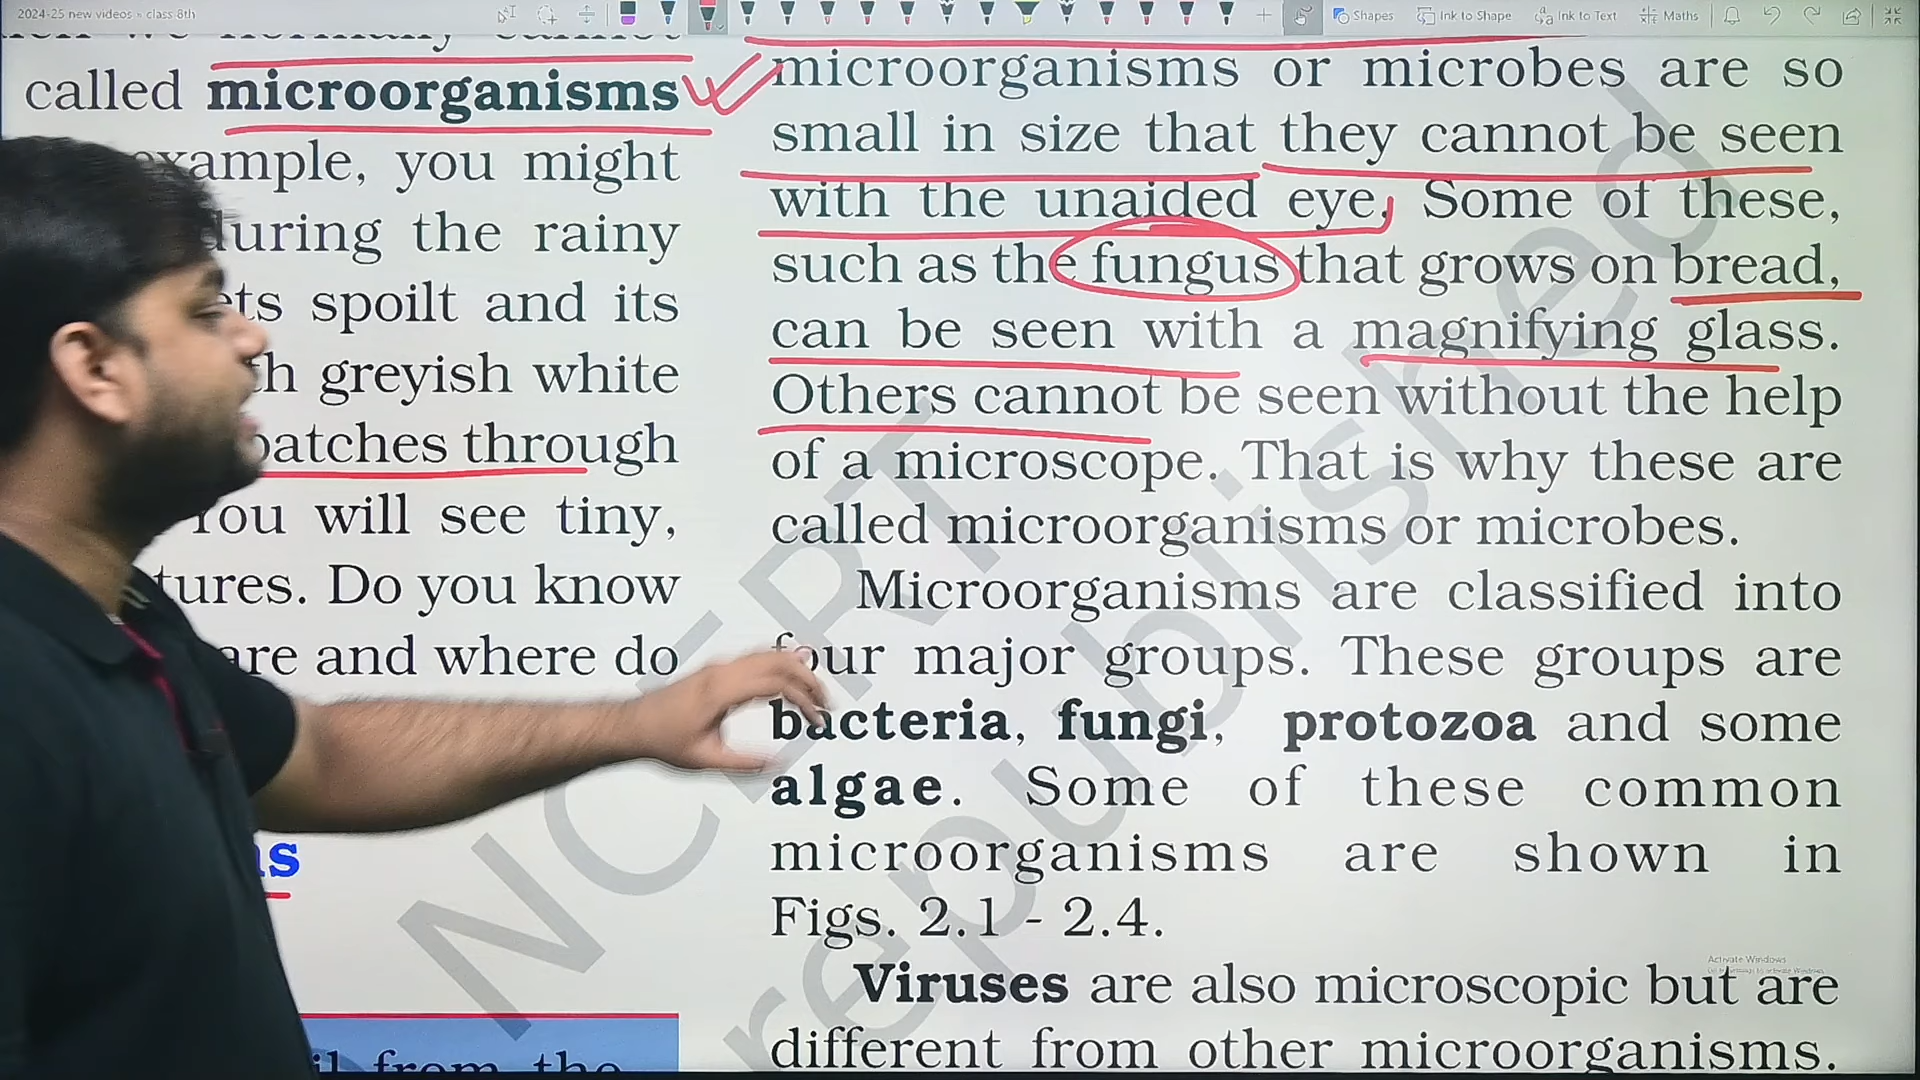 2024-25 new videos - class 8th
Shapes
Ink to Shape
Ink to Text
Maths
called microorganisms
example, you might
during the rainy
spoilt and its
greyish white
patches through
You will see tiny,
Do you know
are and where do
from the
microorganisms or microbes are so
small in size that they cannot be seen
with the unaided eye. Some of these,
such as the fungus that grows on bread,
can be seen with a magnifying glass.
Others cannot be seen without the help
of a microscope. That is why these are
called microorganisms or microbes.
Microorganisms are classified into
four major groups. These groups are
bacteria, fungi, protozoa and some
algae. Some of these common
microorganisms are shown in
Figs. 2.1 - 2.4.
Viruses are also microscopic but are
different from other microorganisms.
NCERT
republished
Activate Windows